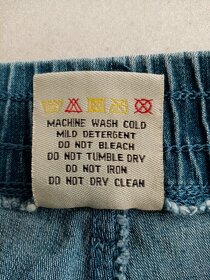 MACHINE WASH COLD
MILD DETERGENT
DO NOT BLEACH
DO NOT TUMBLE DRY
DO NOT IRON
DO NOT DRY CLEAN